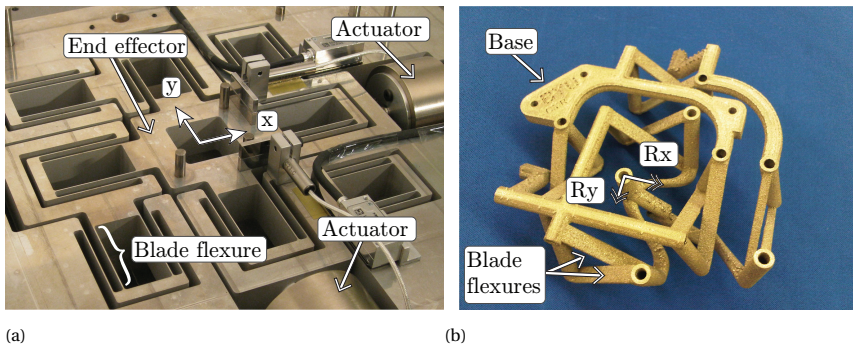 End effector
y
x
Actuator
Blade flexure
Actuator
(a)
Base
Rx
Ry
Blade
flexures
(b)